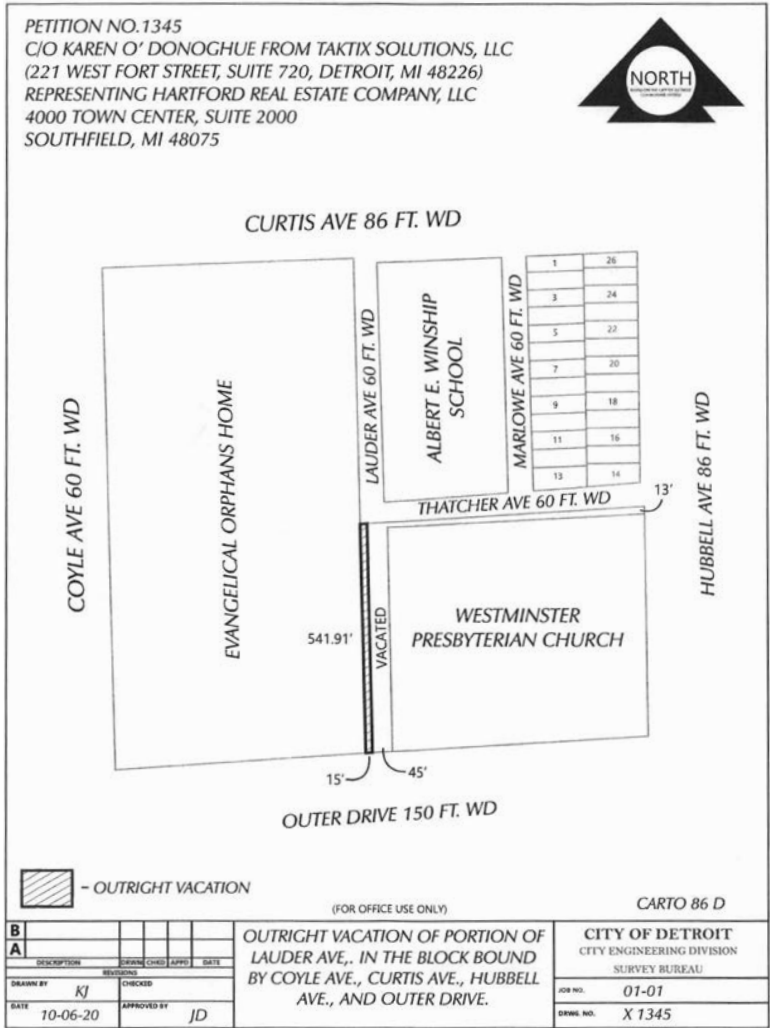 PETITION NO.1345
C/O KAREN O' DONOGHUE FROM TAKTIX SOLUTIONS, LLC
(221 WEST FORT STREET, SUITE 720, DETROIT, MI 48226)
REPRESENTING HARTFORD REAL ESTATE COMPANY, LLC
4000 TOWN CENTER, SUITE 2000
SOUTHFIELD, MI 48075
NORTH
CURTIS AVE 86 FT. WD
COYLE AVE 60 FT. WD
EVANGELICAL ORPHANS HOME
LAUDER AVE 60 FT. WD
ALBERT E. WINSHIP
SCHOOL
MARLOWE AVE 60 FT. WD
1 26
3 24
5 22
7 20
9 18
11 16
13 14
HUBBELL AVE 86 FT. WD
THATCHER AVE 60 FT. WD
13'
541.91'
VACATED
WESTMINSTER
PRESBYTERIAN CHURCH
15'
45'
OUTER DRIVE 150 FT. WD
- OUTRIGHT VACATION
(FOR OFFICE USE ONLY)
CARTO 86 D
B
A
DESCRIPTION DRWN CHKD APPD DATE
REVISIONS
DRAWN BY KJ
CHECKED
DATE 10-06-20
APPROVED BY JD
OUTRIGHT VACATION OF PORTION OF
LAUDER AVE,. IN THE BLOCK BOUND
BY COYLE AVE., CURTIS AVE., HUBBELL
AVE., AND OUTER DRIVE.
CITY OF DETROIT
CITY ENGINEERING DIVISION
SURVEY BUREAU
JOB NO. 01-01
DRWG. NO. X 1345